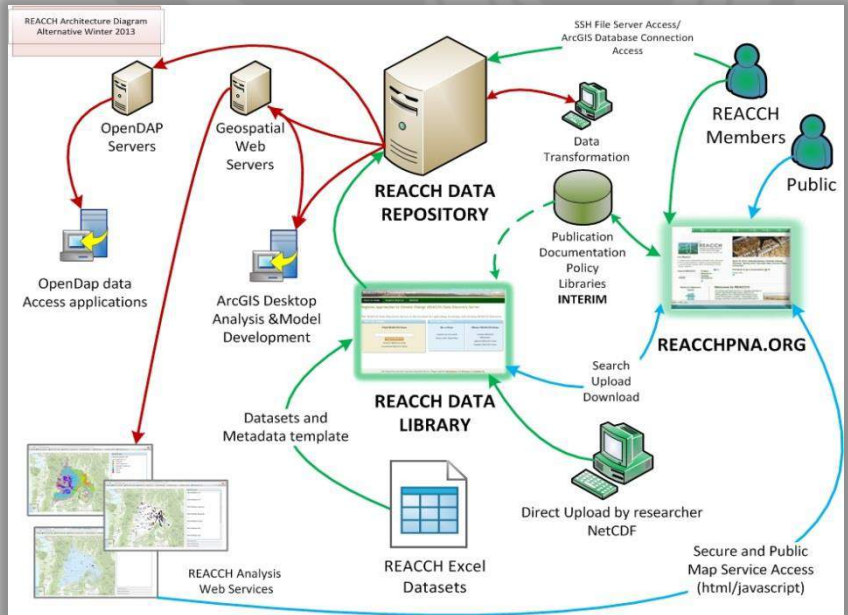 REACCH Architecture Diagram
Alternative Winter 2013
SSH File Server Access/
ArcGIS Database Connection
Access
OpenDAP
Servers
Geospatial
Web
Servers
REACCH DATA
REPOSITORY
Data
Transformation
REACCH
Members
Public
Publication
Documentation
Policy
Libraries
INTERIM
OpenDap data
Access applications
ArcGIS Desktop
Analysis &Model
Development
REACCH
REACCHPNA.ORG
Search
Upload
Download
REACCH DATA
LIBRARY
Datasets and
Metadata template
Direct Upload by researcher
NetCDF
REACCH Excel
Datasets
REACCH Analysis
Web Services
Secure and Public
Map Service Access
(html/javascript)